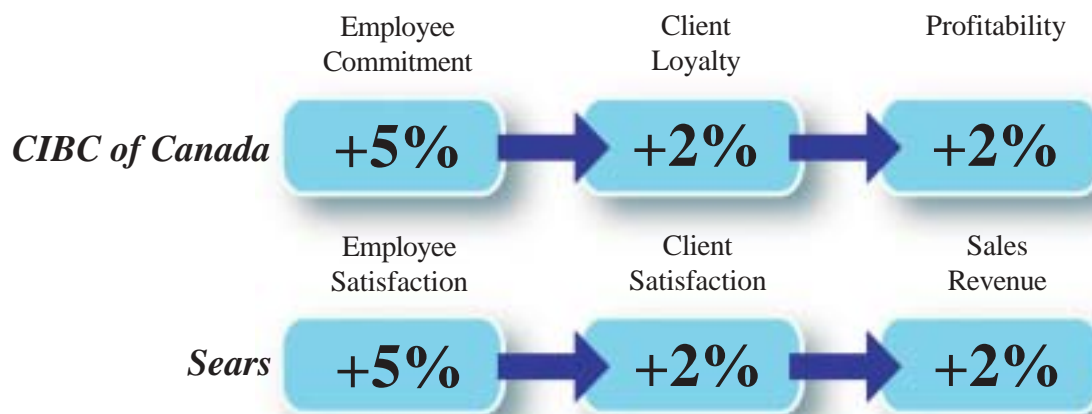 Employee
Commitment
Client
Loyalty
Profitability
CIBC of Canada
+5%
+2%
+2%
Employee
Satisfaction
Client
Satisfaction
Sales
Revenue
Sears
+5%
+2%
+2%